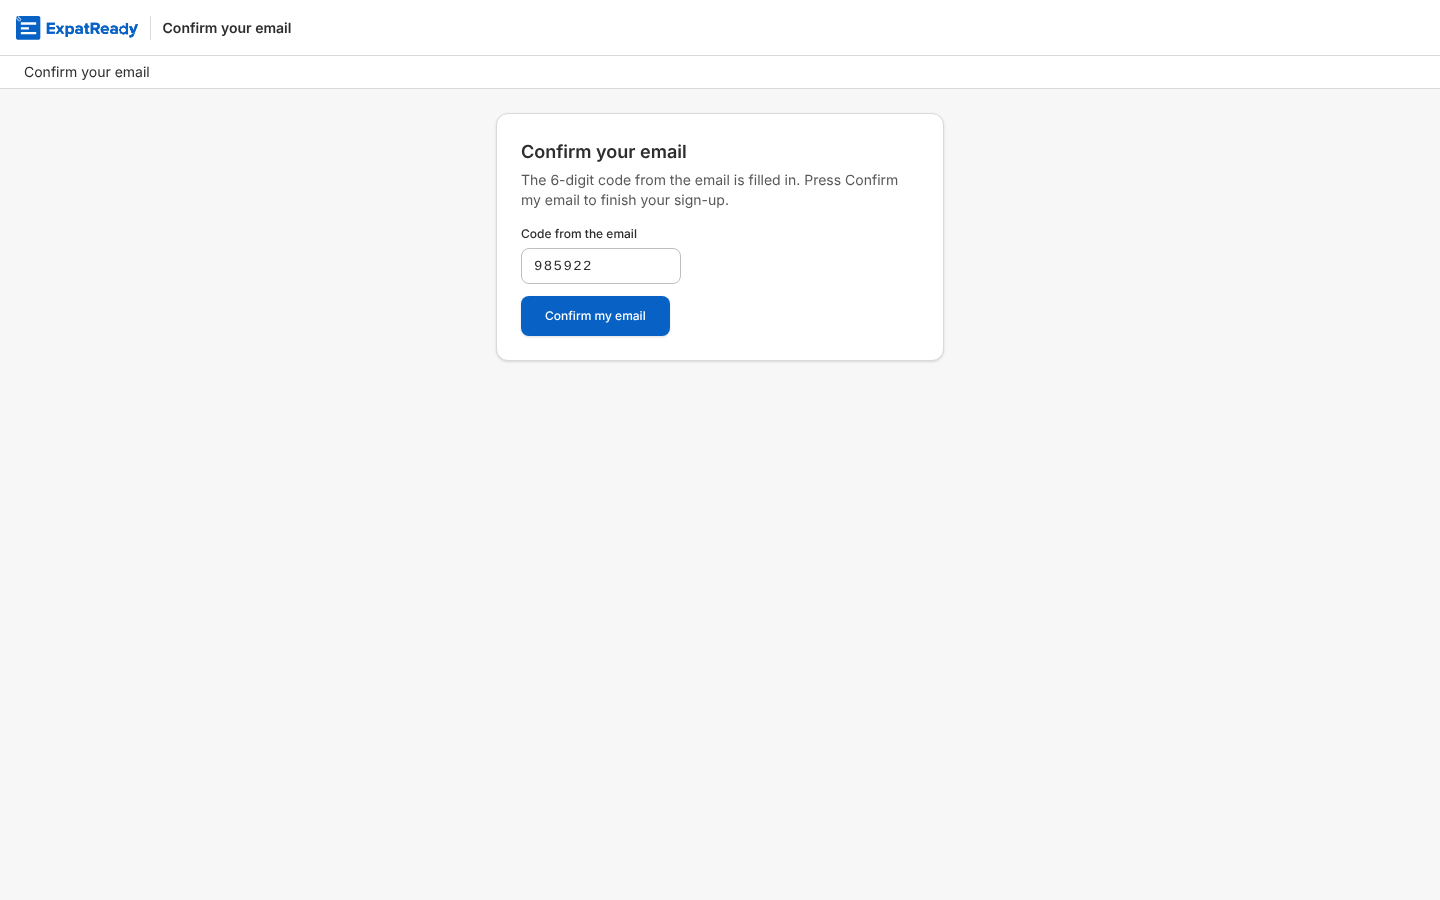 ExpatReady
Confirm your email
Confirm your email
Confirm your email
The 6-digit code from the email is filled in. Press Confirm
my email to finish your sign-up.
Code from the email
985922
Confirm my email